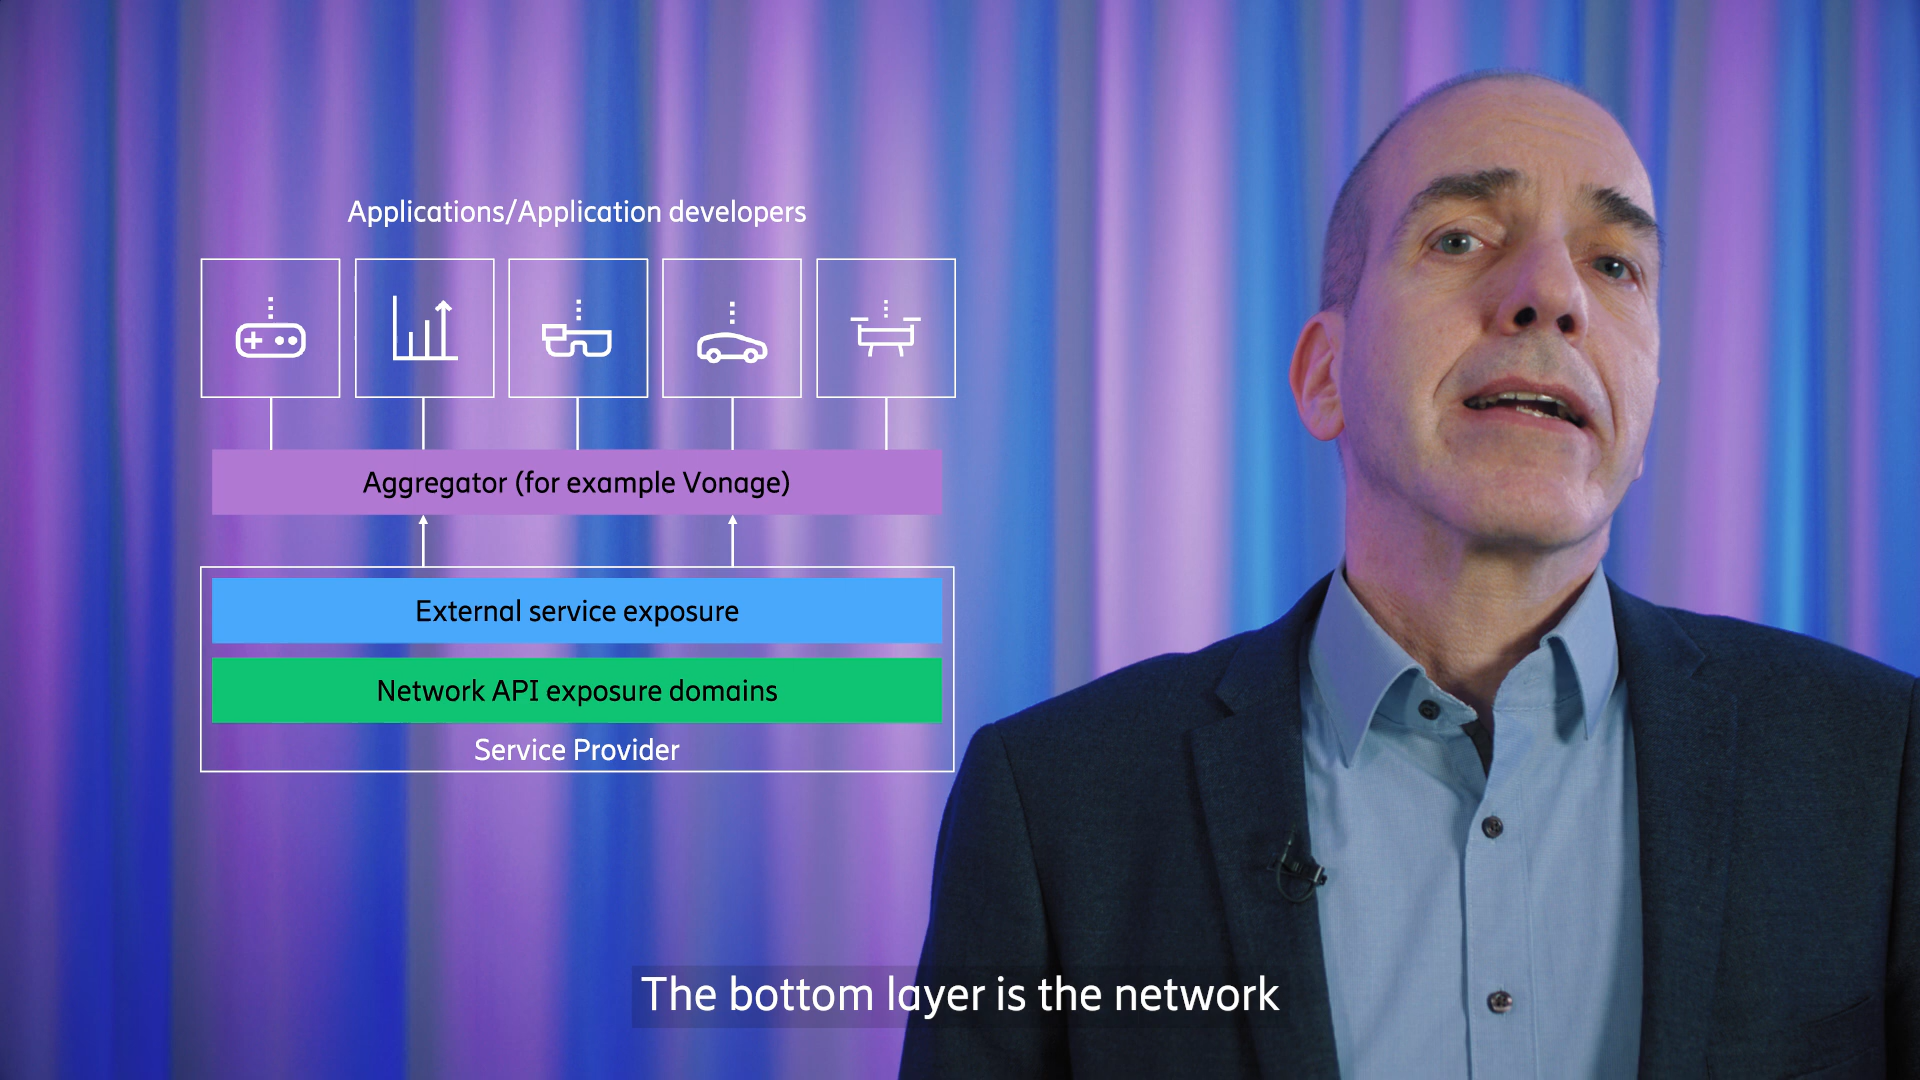 Applications/Application developers
Aggregator (for example Vonage)
External service exposure
Network API exposure domains
Service Provider
The bottom layer is the network